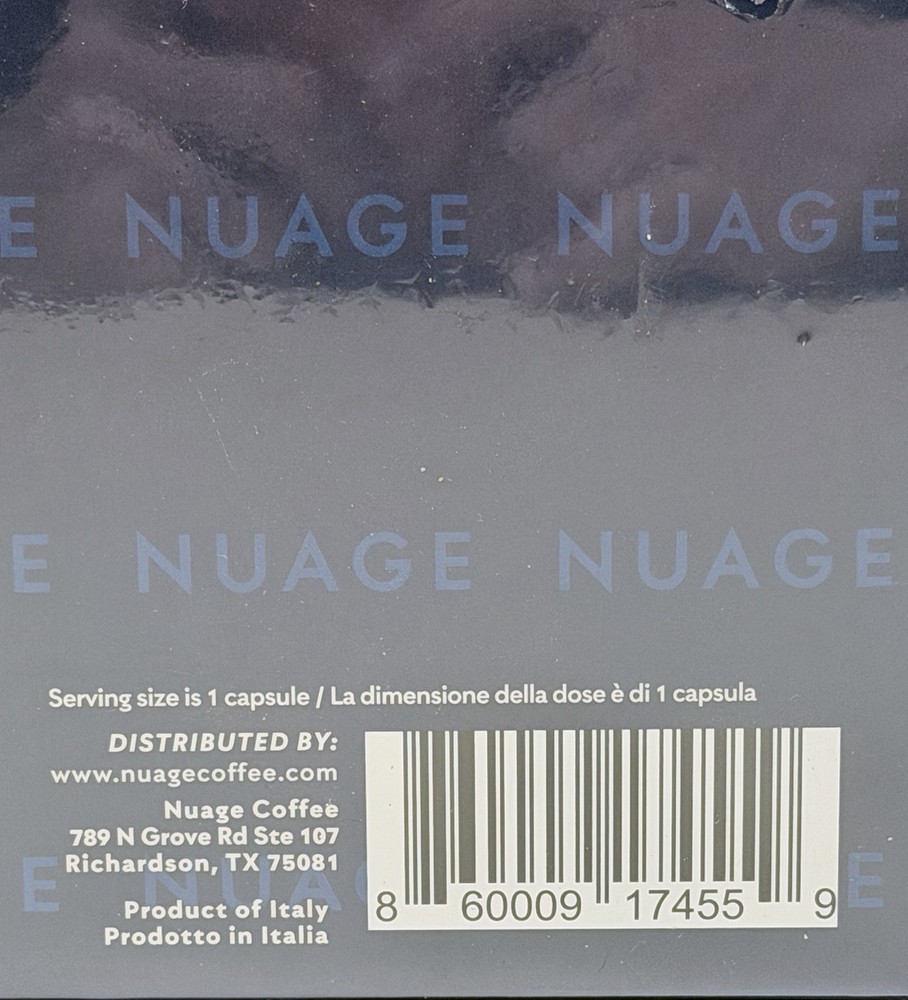 E NUAGE NUAGE
E NUAGE NUAGE
Serving size is 1 capsule / La dimensione della dose è di 1 capsula
DISTRIBUTED BY:
www.nuagecoffee.com
Nuage Coffee
789 N Grove Rd Ste 107
Richardson, TX 75081
E NUAG E
Product of Italy
Prodotto in Italia
8 60009 17455 9